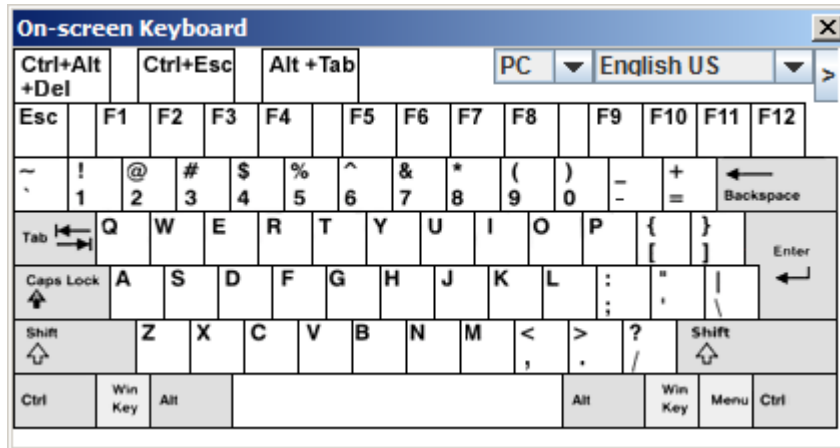 On-screen Keyboard X
Ctrl+Alt Ctrl+Esc Alt +Tab PC English US >
+Del
Esc F1 F2 F3 F4 F5 F6 F7 F8 F9 F10 F11 F12
~ ! @ # $ % ^ & * ( ) _ +
` 1 2 3 4 5 6 7 8 9 0 - = Backspace
Tab Q W E R T Y U I O P { }
[ ] Enter
Caps Lock A S D F G H J K L : " |
; ' \
Shift Z X C V B N M < > ? Shift
, . /
Ctrl Win Key Alt Alt Win Key Menu Ctrl